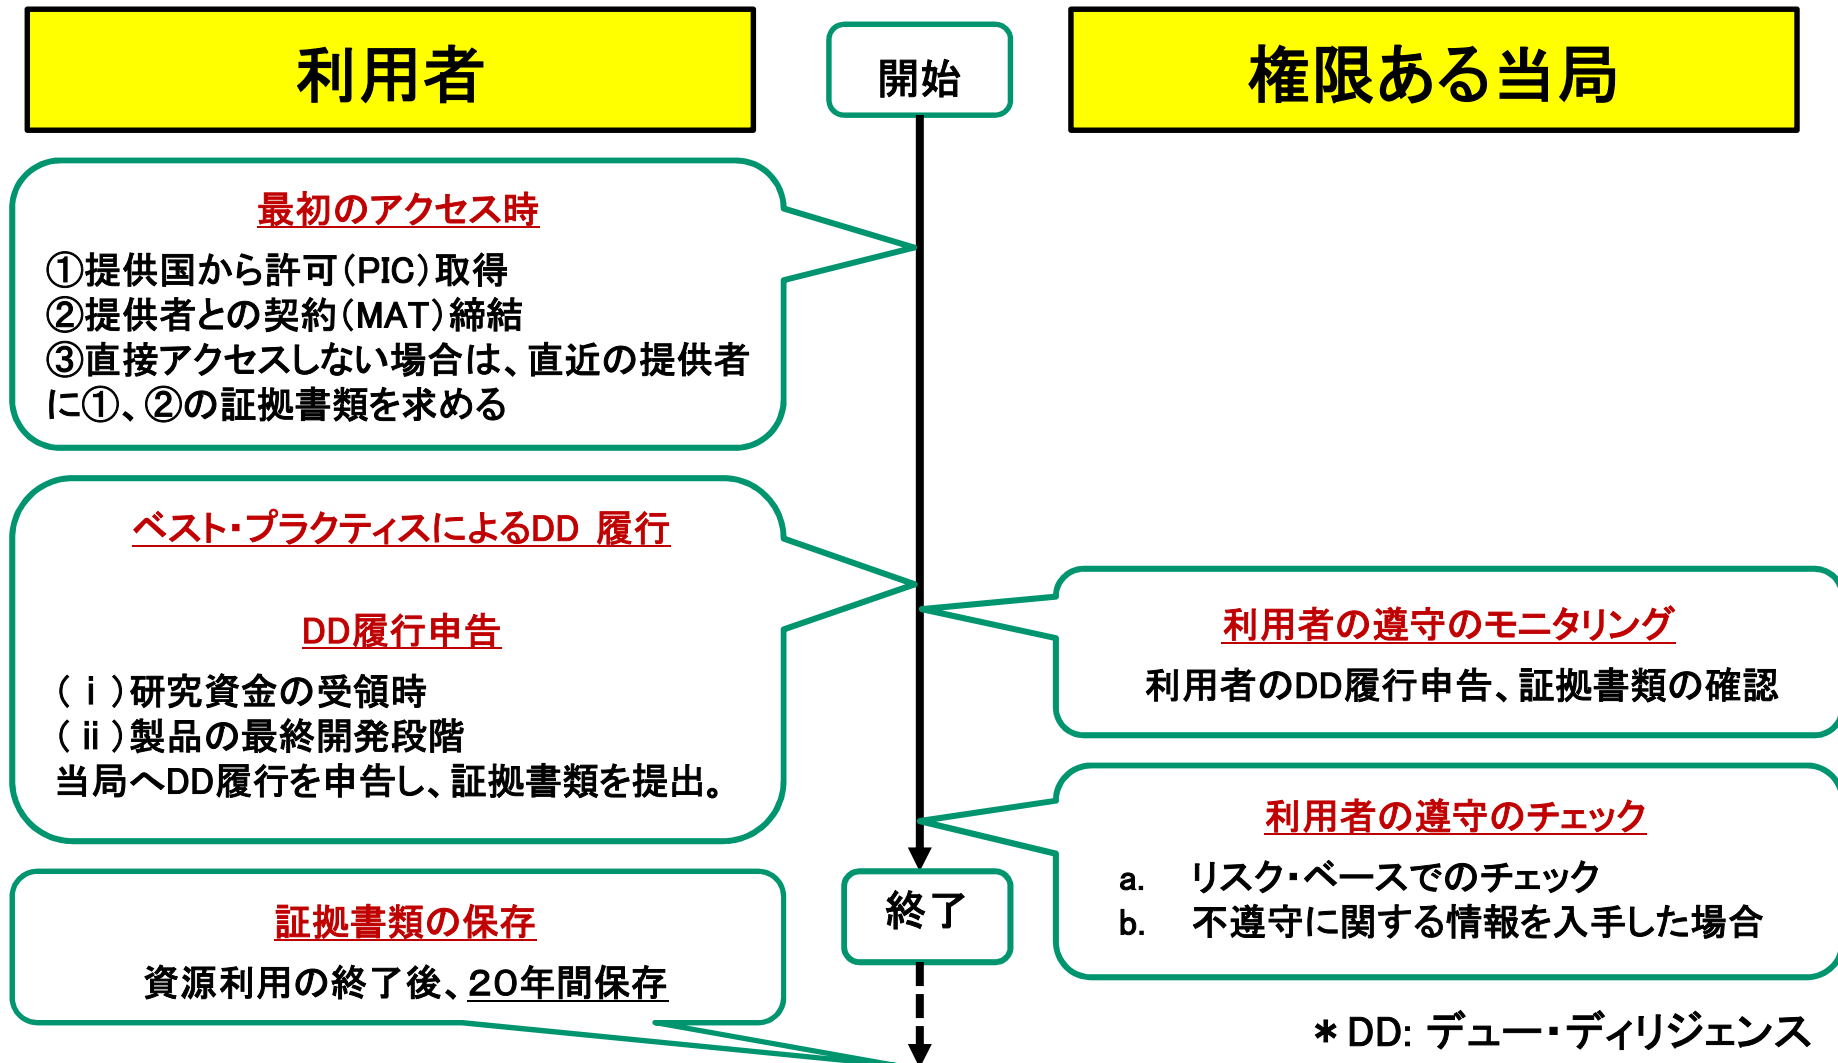 利用者
開始
権限ある当局
最初のアクセス時
①提供国から許可(PIC)取得
②提供者との契約(MAT)締結
③直接アクセスしない場合は、直近の提供者
に①、②の証拠書類を求める
ベスト・プラクティスによるDD 履行
DD履行申告
(ⅰ)研究資金の受領時
(ⅱ)製品の最終開発段階
当局へDD履行を申告し、証拠書類を提出。
利用者の遵守のモニタリング
利用者のDD履行申告、証拠書類の確認
利用者の遵守のチェック
a. リスク・ベースでのチェック
b. 不遵守に関する情報を入手した場合
終了
証拠書類の保存
資源利用の終了後、20年間保存
*DD: デュー・ディリジェンス